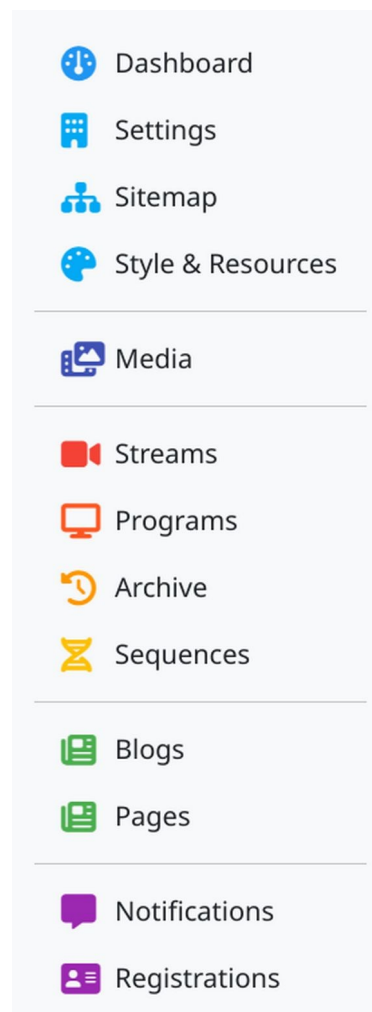 Dashboard
Settings
Sitemap
Style & Resources
Media
Streams
Programs
Archive
Sequences
Blogs
Pages
Notifications
Registrations